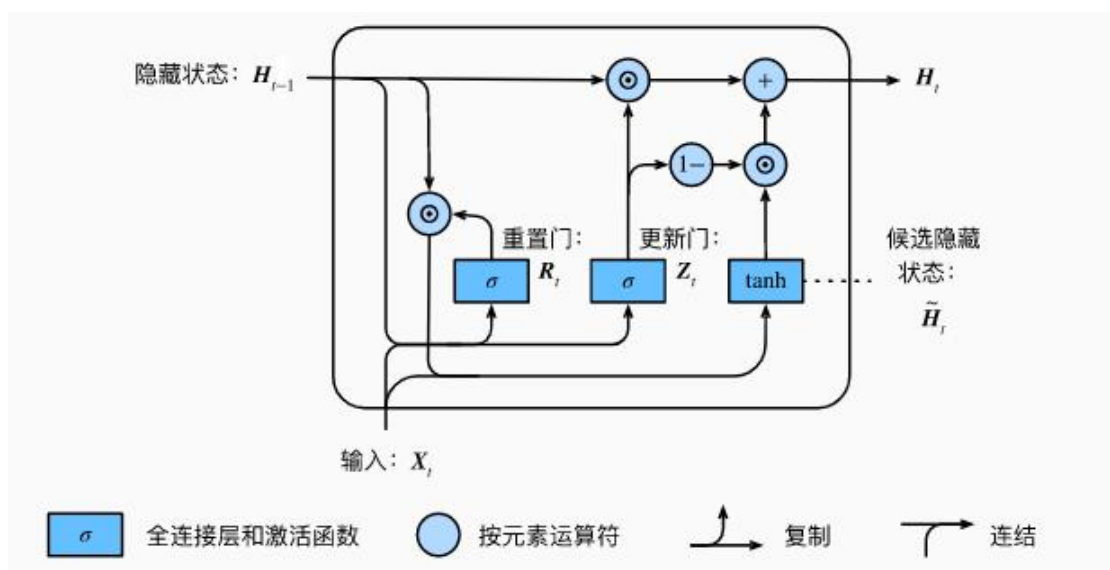 隐藏状态：H_{t−1}
⊙
+
H_t
1−
⊙
⊙
重置门：
R_t
更新门：
Z_t
候选隐藏
状态：
H̃_t
σ
σ
tanh
输入：X_t
σ
全连接层和激活函数
按元素运算符
复制
连结